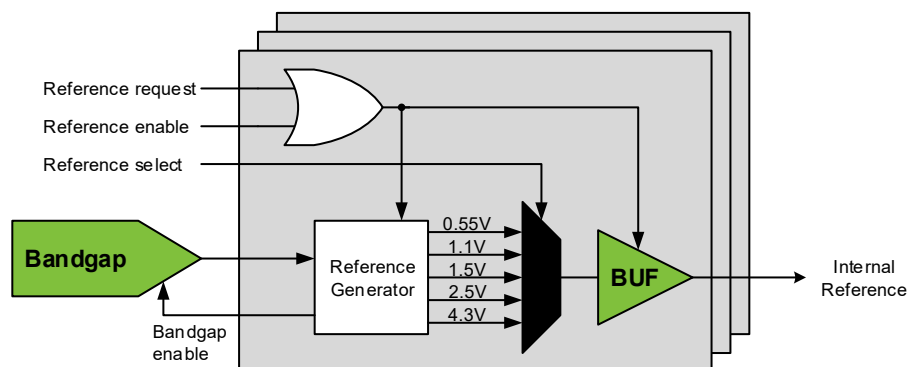 Reference request
Reference enable
Reference select
Bandgap
Reference
Generator
0.55V
1.1V
1.5V
2.5V
4.3V
BUF
Internal
Reference
Bandgap
enable